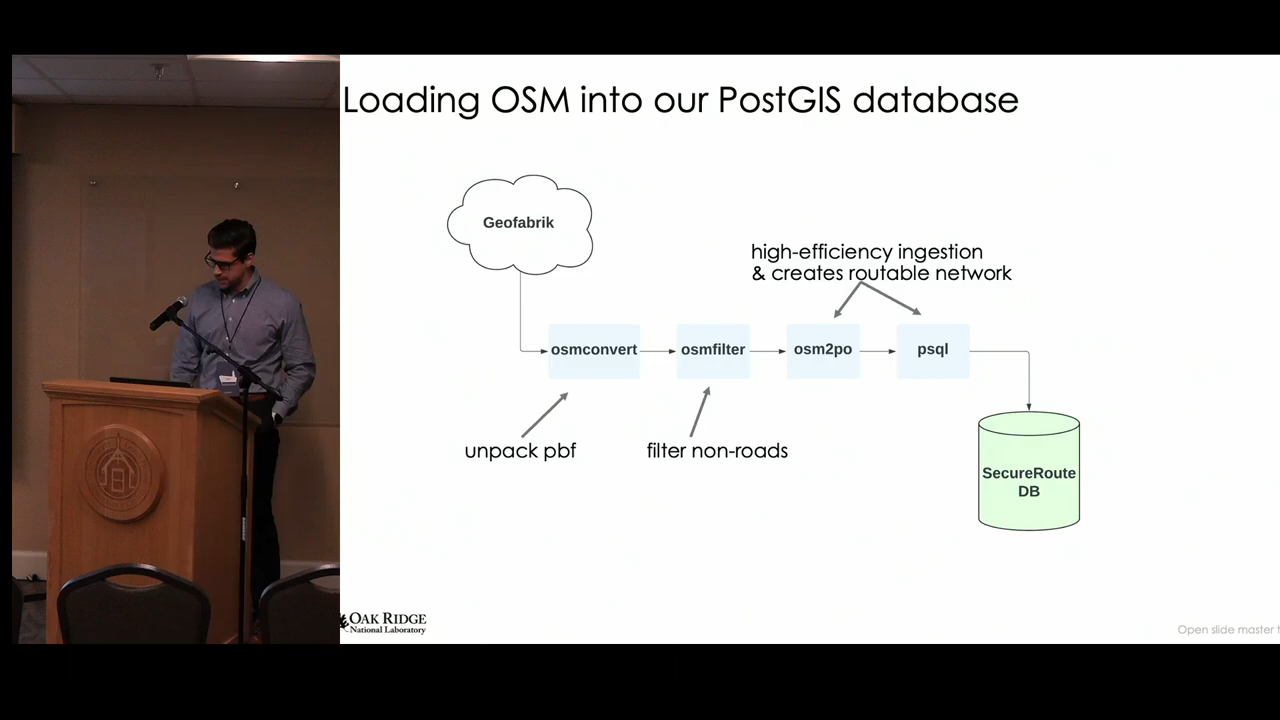 Loading OSM into our PostGIS database
Geofabrik
high-efficiency ingestion
& creates routable network
osmconvert
osmfilter
osm2po
psql
unpack pbf
filter non-roads
SecureRoute
DB
OAK RIDGE
National Laboratory
Open slide master t